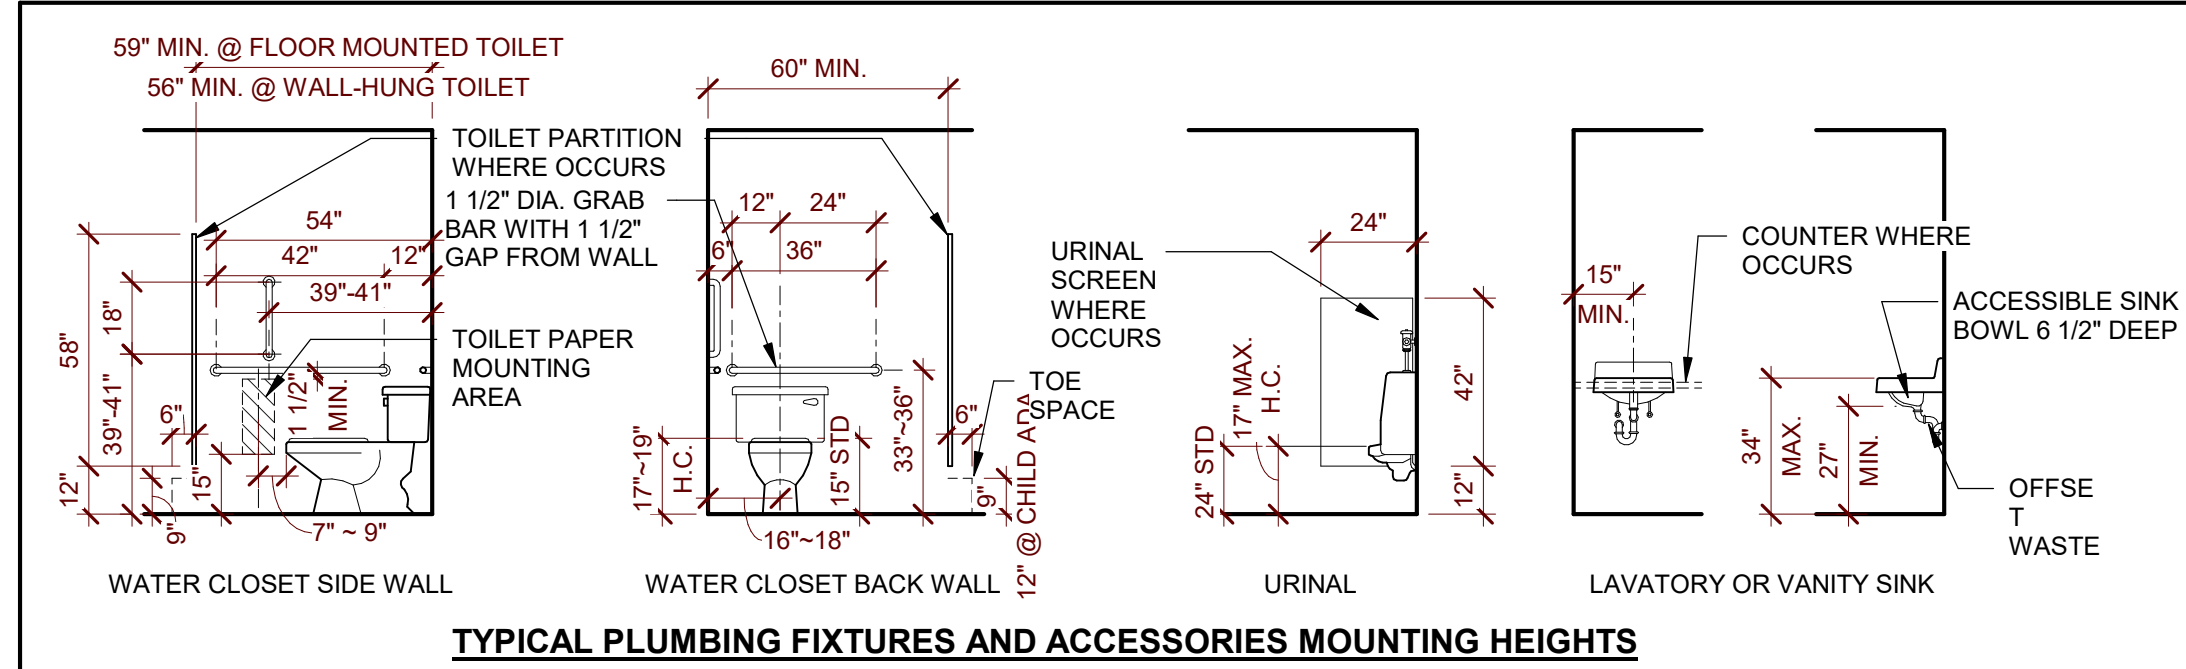 59" MIN. @ FLOOR MOUNTED TOILET
56" MIN. @ WALL-HUNG TOILET
TOILET PARTITION
WHERE OCCURS
1 1/2" DIA. GRAB
BAR WITH 1 1/2"
GAP FROM WALL
TOILET PAPER
MOUNTING
AREA
54"
42"
12"
39"-41"
18"
58"
39"-41"
6"
12"
9"
15"
1 1/2"
MIN.
7" ~ 9"
WATER CLOSET SIDE WALL
60" MIN.
12"
24"
6"
36"
17"~19"
H.C.
15" STD
33"~36"
6"
9"
12" @ CHILD ADA
TOE
SPACE
16"~18"
WATER CLOSET BACK WALL
URINAL
SCREEN
WHERE
OCCURS
24"
17" MAX.
H.C.
24" STD
42"
12"
URINAL
15"
MIN.
COUNTER WHERE
OCCURS
ACCESSIBLE SINK
BOWL 6 1/2" DEEP
34"
MAX.
27"
MIN.
OFFSE
T
WASTE
LAVATORY OR VANITY SINK
TYPICAL PLUMBING FIXTURES AND ACCESSORIES MOUNTING HEIGHTS